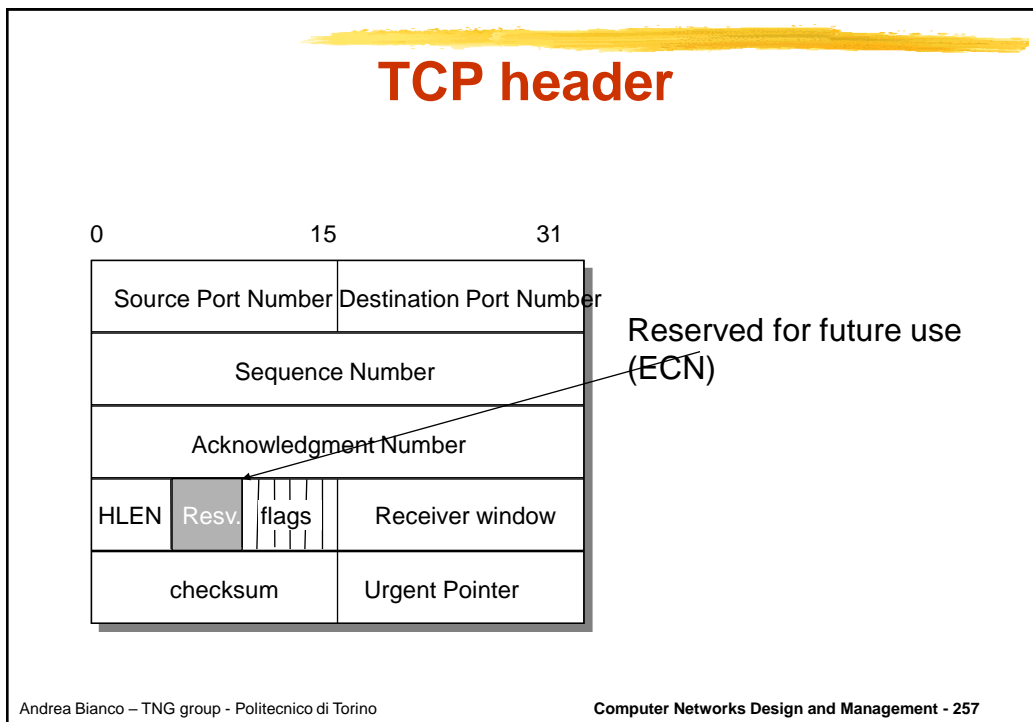 TCP header
0 15 31
Source Port Number Destination Port Number
Reserved for future use
(ECN)
Sequence Number
Acknowledgment Number
HLEN Resv. flags Receiver window
checksum Urgent Pointer
Andrea Bianco – TNG group - Politecnico di Torino Computer Networks Design and Management - 257